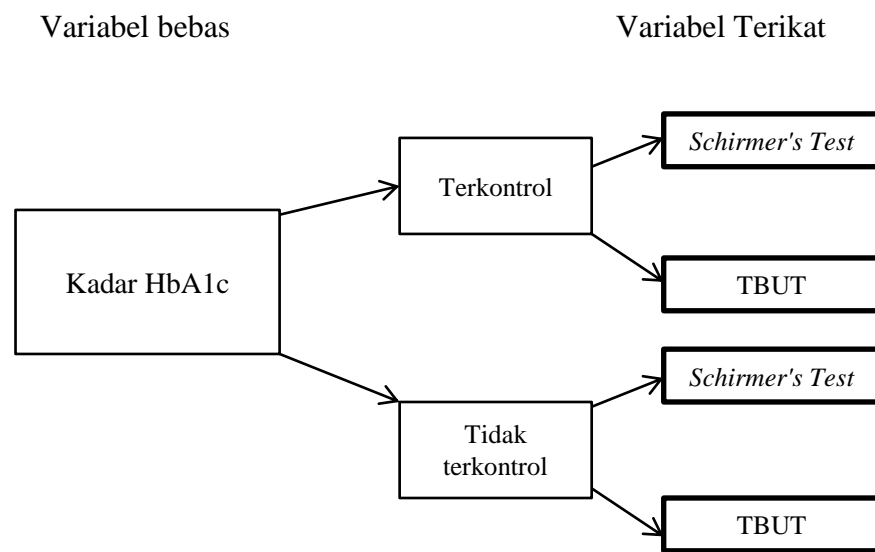 Variabel bebas
Variabel Terikat
Schirmer's Test
Terkontrol
Kadar HbA1c
TBUT
Schirmer's Test
Tidak
terkontrol
TBUT